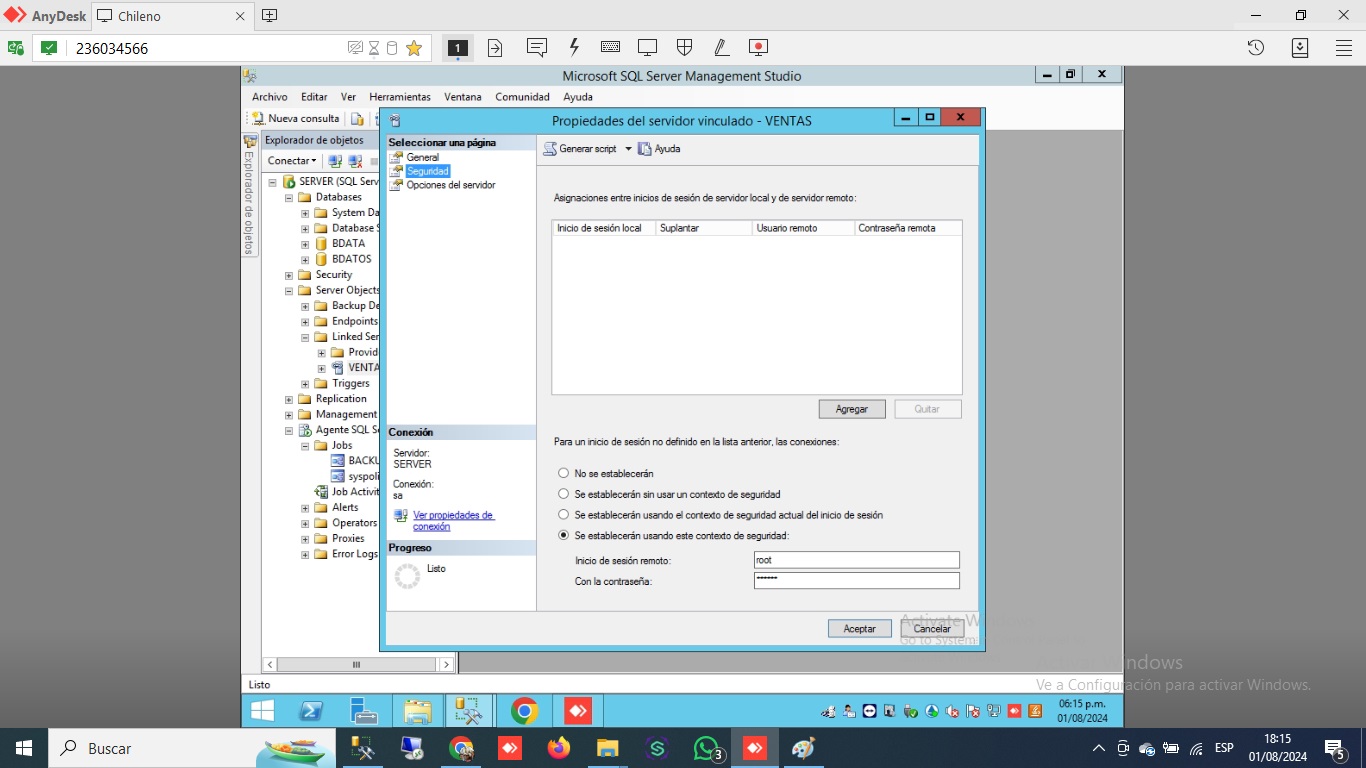 AnyDesk
Chileno
236034566
1
Microsoft SQL Server Management Studio
Archivo Editar Ver Herramientas Ventana Comunidad Ayuda
Nueva consulta
Explorador de objetos
Explorador de objetos
Conectar
SERVER (SQL Serv
Databases
System Da
Database S
BDATA
BDATOS
Security
Server Objects
Backup De
Endpoints
Linked Ser
Provid
VENTA
Triggers
Replication
Management
Agente SQL S
Jobs
BACKU
syspoli
Job Activit
Alerts
Operators
Proxies
Error Logs
Listo
Propiedades del servidor vinculado - VENTAS
Seleccionar una página
General
Seguridad
Opciones del servidor
Conexión
Servidor:
SERVER
Conexión:
sa
Ver propiedades de
conexión
Progreso
Listo
Generar script Ayuda
Asignaciones entre inicios de sesión de servidor local y de servidor remoto:
Inicio de sesión local Suplantar Usuario remoto Contraseña remota
Agregar Quitar
Para un inicio de sesión no definido en la lista anterior, las conexiones:
No se establecerán
Se establecerán sin usar un contexto de seguridad
Se establecerán usando el contexto de seguridad actual del inicio de sesión
Se establecerán usando este contexto de seguridad:
Inicio de sesión remoto: root
Con la contraseña: ******
Aceptar Cancelar
Activate W
Go to System
indows
Ve a Configuración para activar Windows.
06:15 p.m.
01/08/2024
Buscar
3
ESP
18:15
01/08/2024
5